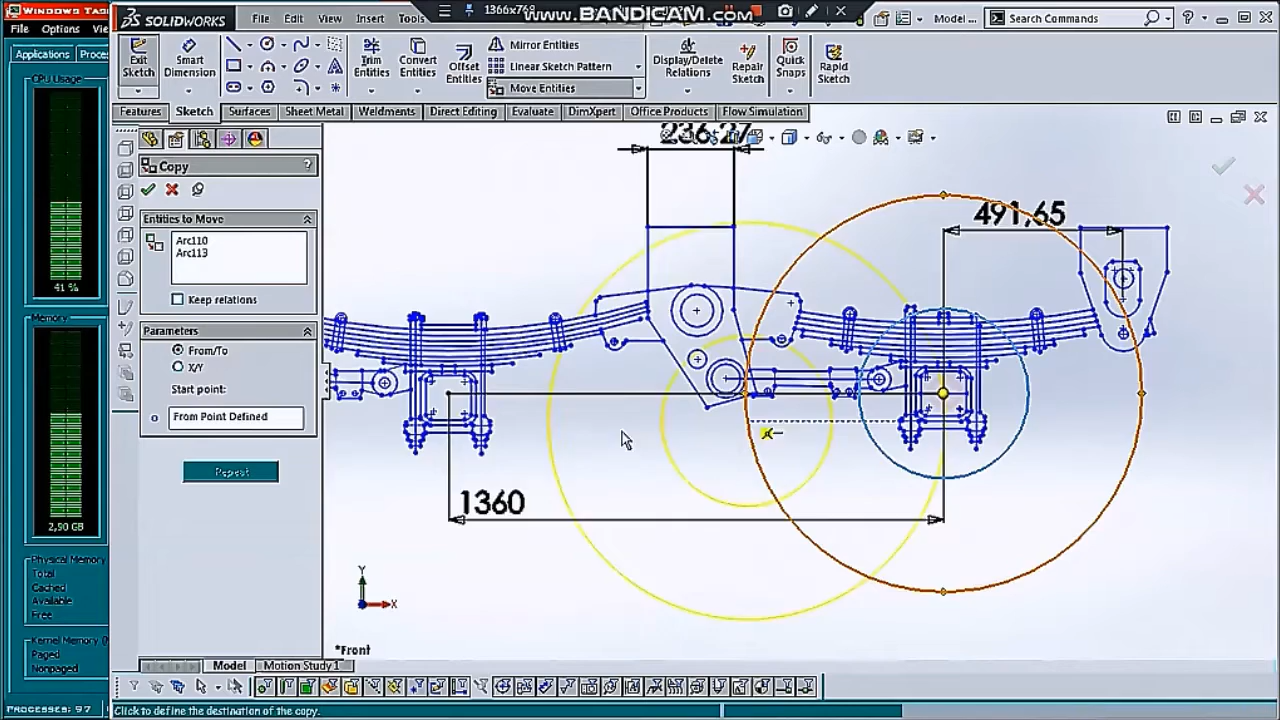 WINDOWS TAS
File Options Vie
Applications Proce
CPU Usage
41 %
Memory
2,90 GB
Physical Memory
Total
Cached
Available
Free
Kernel Memory (
Paged
Nonpaged
PROCESSES: 97
SOLIDWORKS
File Edit View Insert Tools
1366x768
www.BANDICAM.com
Model ...
Search Commands
Exit Sketch
Smart Dimension
Trim Entities
Convert Entities
Offset Entities
Mirror Entities
Linear Sketch Pattern
Move Entities
Display/Delete Relations
Repair Sketch
Quick Snaps
Rapid Sketch
Features Sketch Surfaces Sheet Metal Weldments Direct Editing Evaluate DimXpert Office Products Flow Simulation
Copy
?
Entities to Move
Arc110
Arc113
Keep relations
Parameters
From/To
X/Y
Start point:
From Point Defined
Repeat
236,27
491,65
1360
Y
X
*Front
Model Motion Study 1
Click to define the destination of the copy.